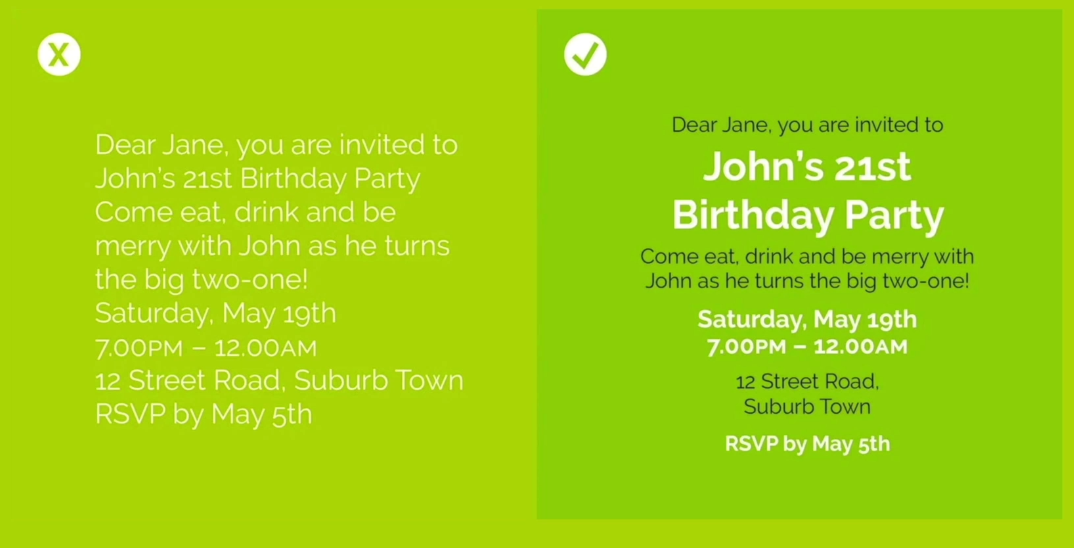 X
Dear Jane, you are invited to
John's 21st Birthday Party
Come eat, drink and be
merry with John as he turns
the big two-one!
Saturday, May 19th
7.00PM – 12.00AM
12 Street Road, Suburb Town
RSVP by May 5th
Dear Jane, you are invited to
John's 21st
Birthday Party
Come eat, drink and be merry with
John as he turns the big two-one!
Saturday, May 19th
7.00PM – 12.00AM
12 Street Road,
Suburb Town
RSVP by May 5th